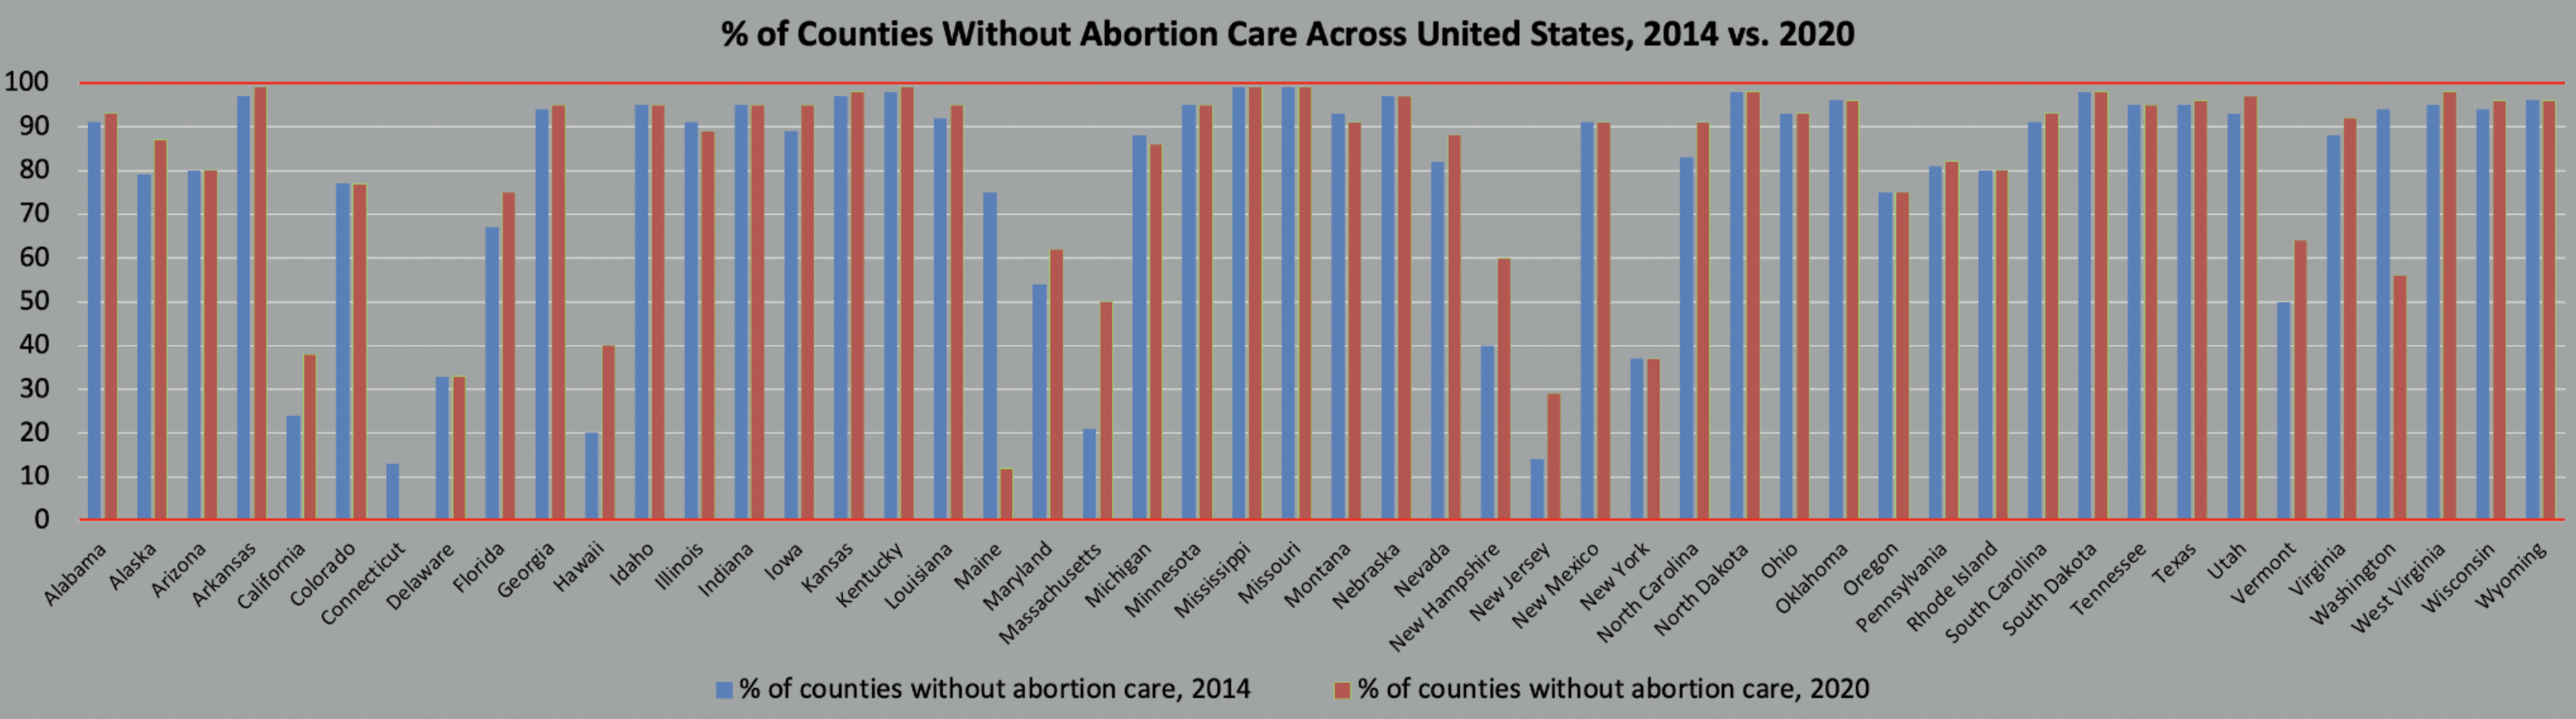 % of Counties Without Abortion Care Across United States, 2014 vs. 2020
100
90
80
70
60
50
40
30
20
10
0
Alabama
Alaska
Arizona
Arkansas
California
Colorado
Connecticut
Delaware
Florida
Georgia
Hawaii
Idaho
Illinois
Indiana
Iowa
Kansas
Kentucky
Louisiana
Maine
Maryland
Massachusetts
Michigan
Minnesota
Mississippi
Missouri
Montana
Nebraska
Nevada
New Hampshire
New Jersey
New Mexico
New York
North Carolina
North Dakota
Ohio
Oklahoma
Oregon
Pennsylvania
Rhode Island
South Carolina
South Dakota
Tennessee
Texas
Utah
Vermont
Virginia
Washington
West Virginia
Wisconsin
Wyoming
% of counties without abortion care, 2014
% of counties without abortion care, 2020